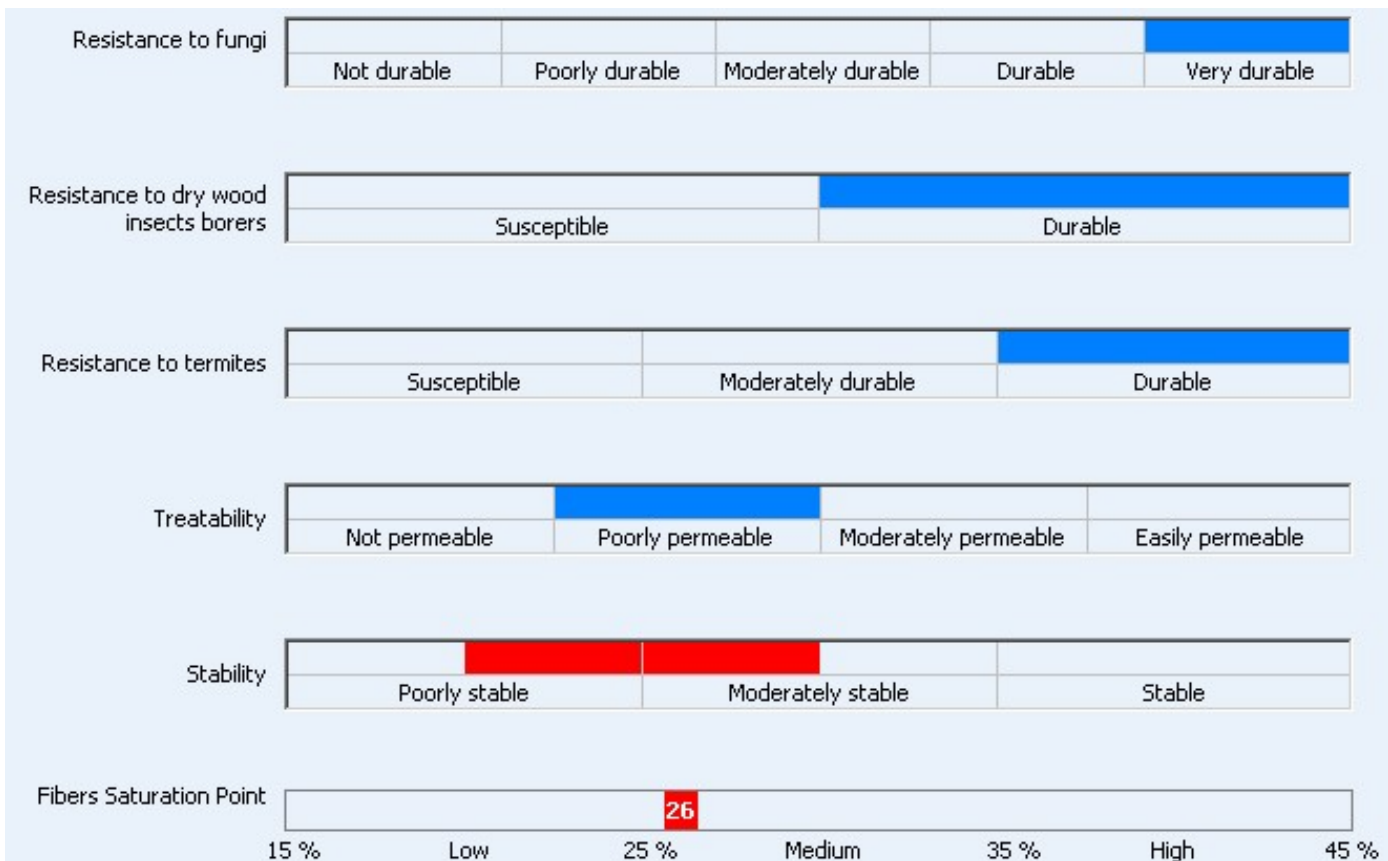 Resistance to fungi
Not durable Poorly durable Moderately durable Durable Very durable
Resistance to dry wood
insects borers
Susceptible Durable
Resistance to termites
Susceptible Moderately durable Durable
Treatability
Not permeable Poorly permeable Moderately permeable Easily permeable
Stability
Poorly stable Moderately stable Stable
Fibers Saturation Point
26
15 % Low 25 % Medium 35 % High 45 %